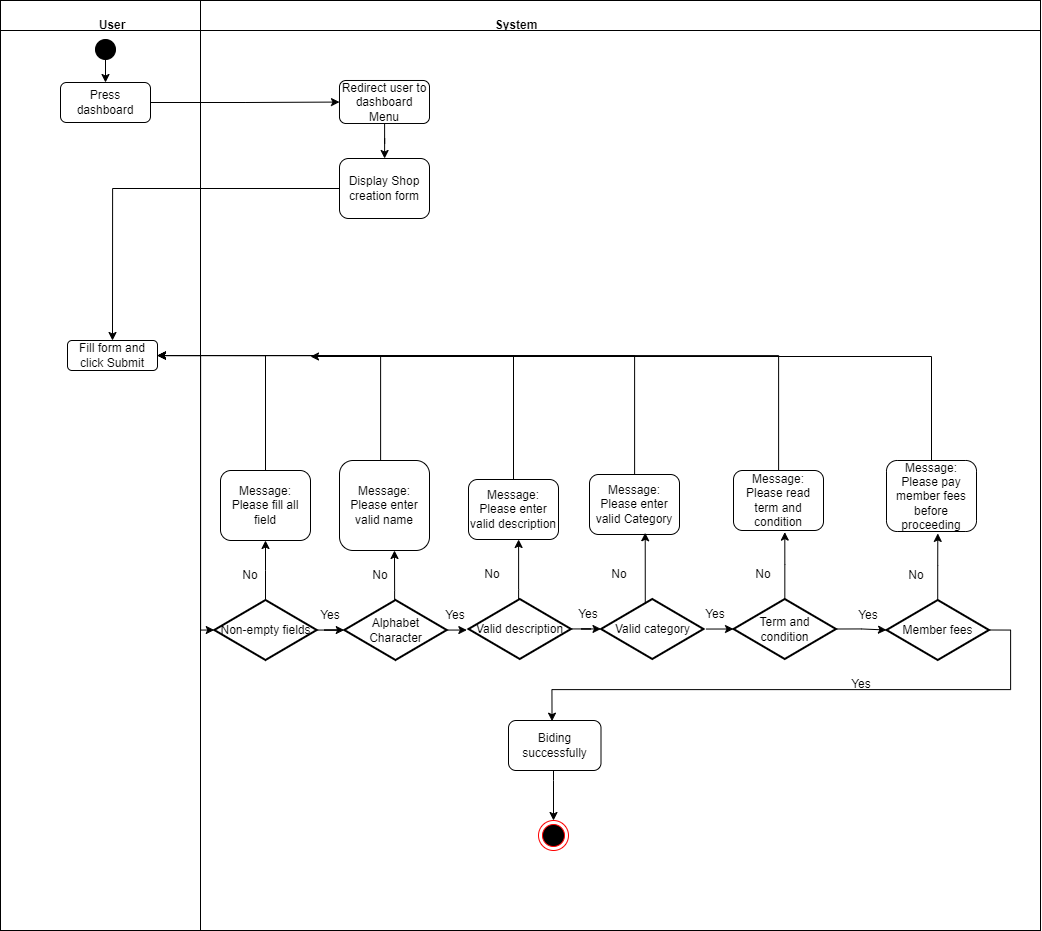 User
System
Press
dashboard
Redirect user to
dashboard
Menu
Display Shop
creation form
Fill form and
click Submit
Message:
Please fill all
field
Message:
Please enter
valid name
Message:
Please enter
valid description
Message:
Please enter
valid Category
Message:
Please read
term and
condition
Message:
Please pay
member fees
before
proceeding
No
No
No
No
No
No
Non-empty fields
Yes
Alphabet
Character
Yes
Valid description
Yes
Valid category
Yes
Term and
condition
Yes
Member fees
Yes
Biding
successfully